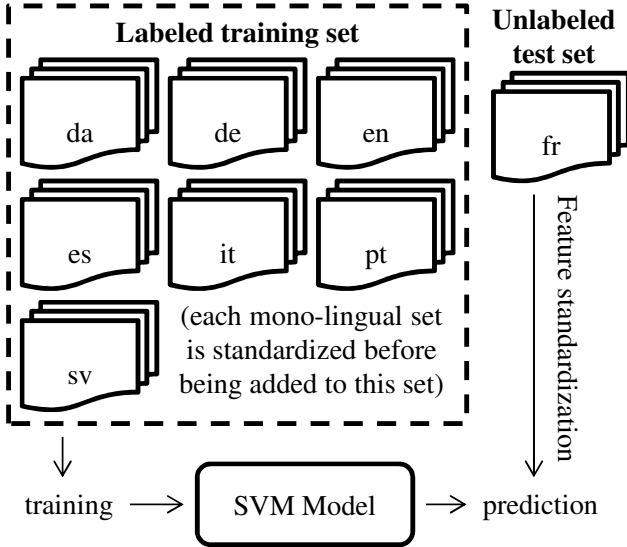 Labeled training set
Unlabeled
test set
da
de
en
fr
es
it
pt
sv
(each mono-lingual set
is standardized before
being added to this set)
Feature standardization
training
SVM Model
prediction